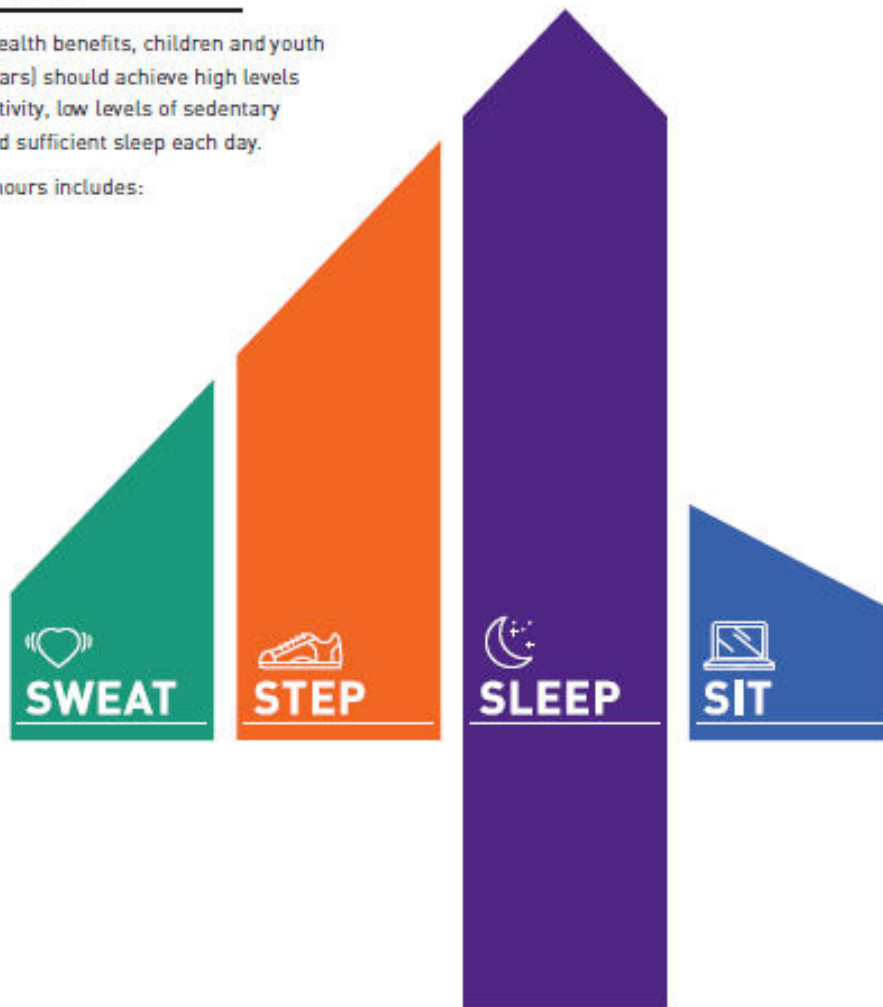 ealth benefits, children and youth
ars) should achieve high levels
tivity, low levels of sedentary
d sufficient sleep each day.
hours includes:
SWEAT
STEP
SLEEP
SIT